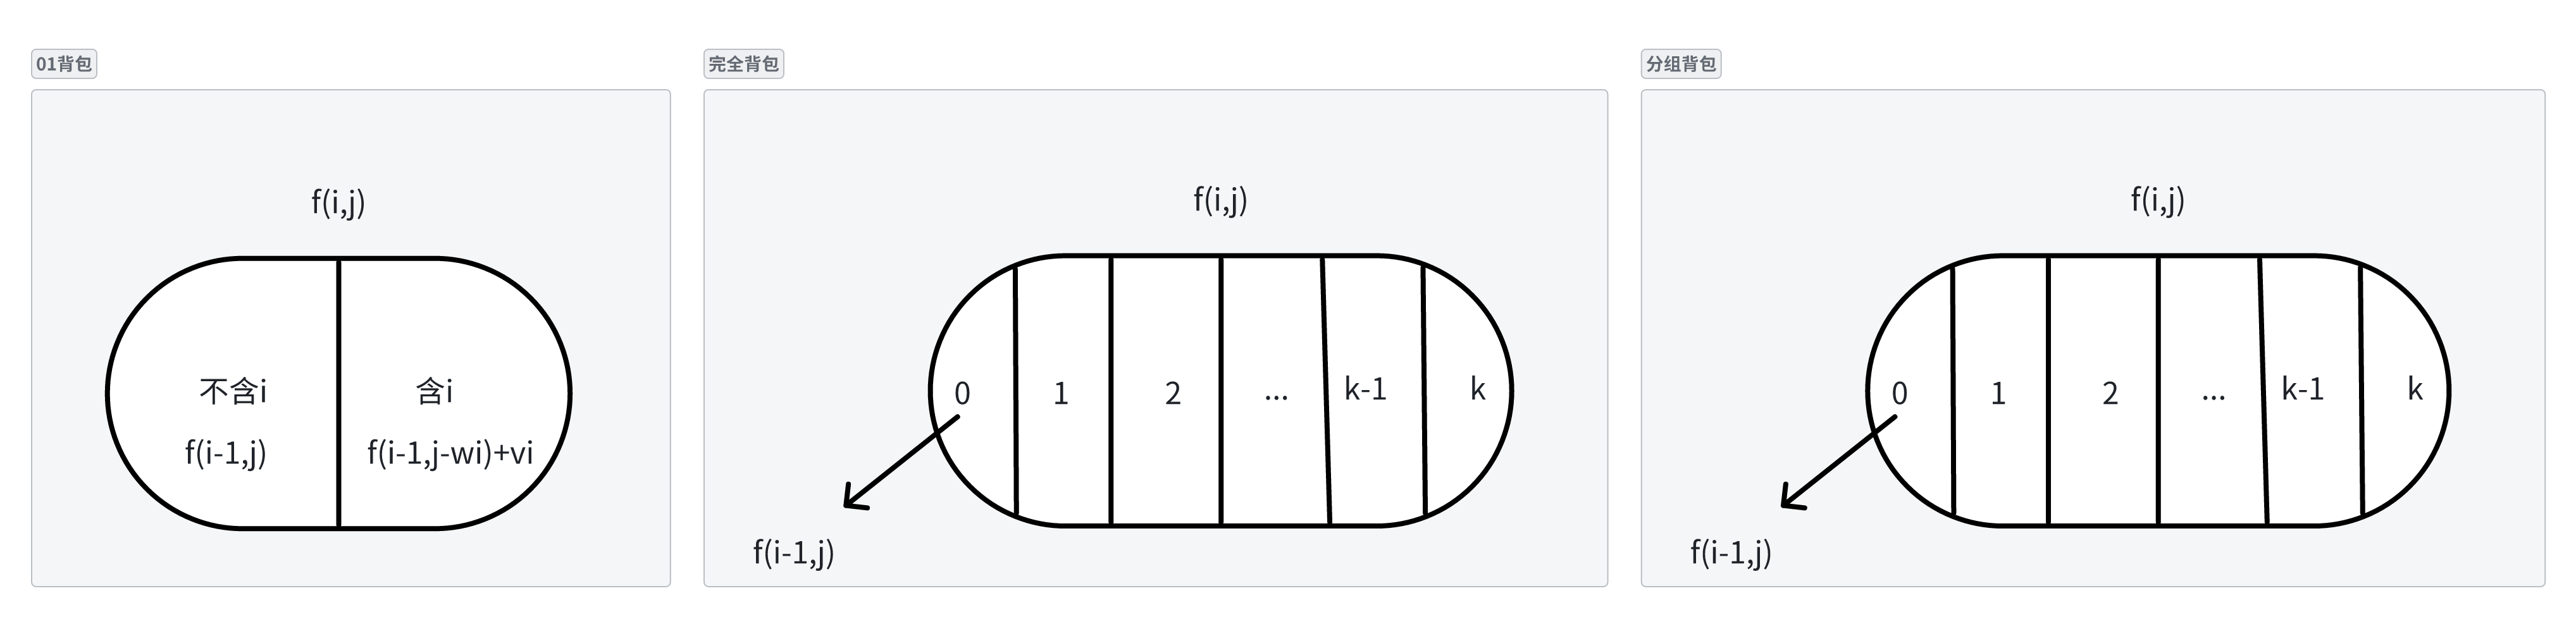 01背包
f(i,j)
不含i
含i
f(i-1,j)
f(i-1,j-wi)+vi
完全背包
f(i,j)
0
1
2
...
k-1
k
f(i-1,j)
分组背包
f(i,j)
0
1
2
...
k-1
k
f(i-1,j)